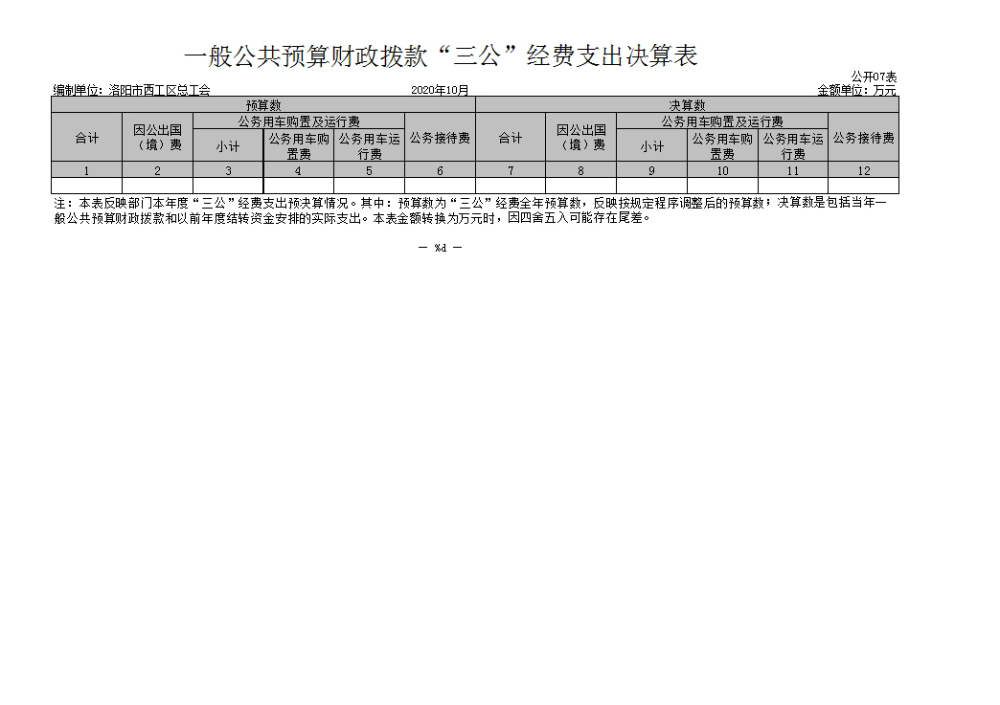 一般公共预算财政拨款“三公”经费支出决算表
公开07表
编制单位：洛阳市西工区总工会 2020年10月 金额单位：万元
预算数 决算数
合计 因公出国（境）费 公务用车购置及运行费 公务接待费 合计 因公出国（境）费 公务用车购置及运行费 公务接待费
小计 公务用车购置费 公务用车运行费 小计 公务用车购置费 公务用车运行费
1 2 3 4 5 6 7 8 9 10 11 12
注：本表反映部门本年度“三公”经费支出预决算情况。其中：预算数为“三公”经费全年预算数，反映按规定程序调整后的预算数；决算数是包括当年一
般公共预算财政拨款和以前年度结转资金安排的实际支出。本表金额转换为万元时，因四舍五入可能存在尾差。
— %d —